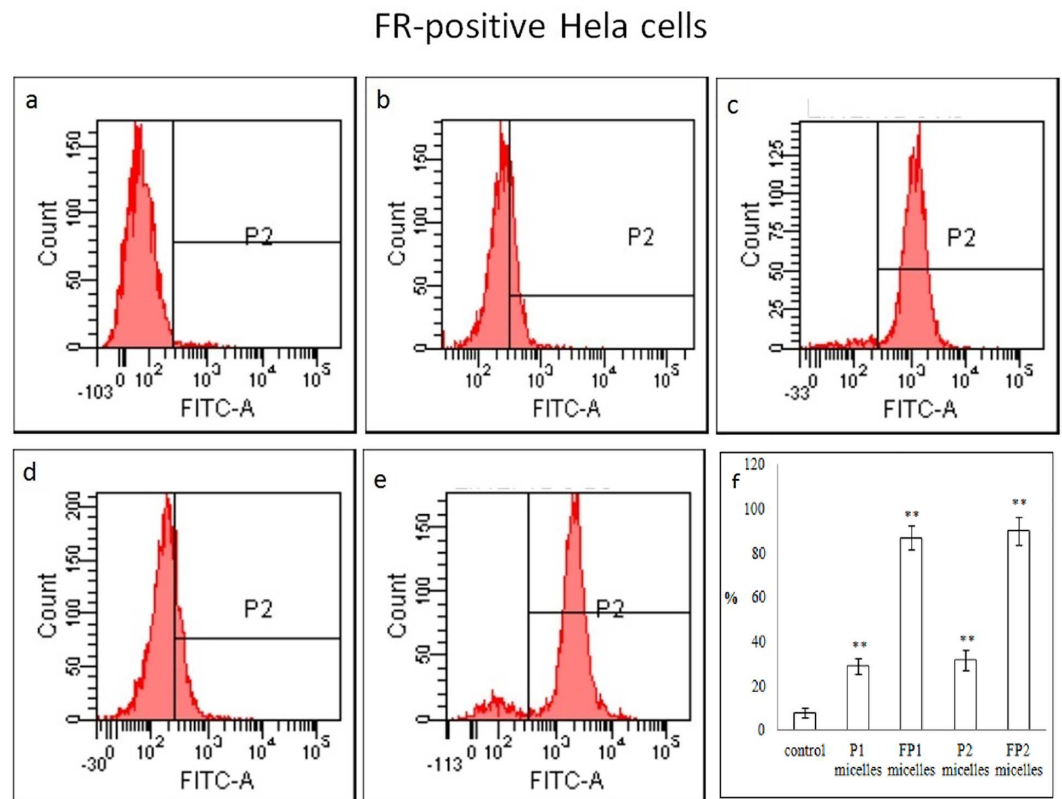 FR-positive Hela cells
a
Count
150
100
50
0
P2
-103 0 10² 10³ 10⁴ 10⁵
FITC-A
b
Count
150
100
50
0
P2
10² 10³ 10⁴ 10⁵
FITC-A
c
Count
125
100
75
50
25
0
P2
-33 0 10² 10³ 10⁴ 10⁵
FITC-A
d
Count
200
150
100
50
0
P2
-30 10² 10³ 10⁴ 10⁵
FITC-A
e
Count
150
100
50
0
P2
-113 0 10² 10³ 10⁴ 10⁵
FITC-A
f
120
100
80
60
40
20
0
%
** ** ** **
control P1 FP1 P2 FP2
micelles micelles micelles micelles